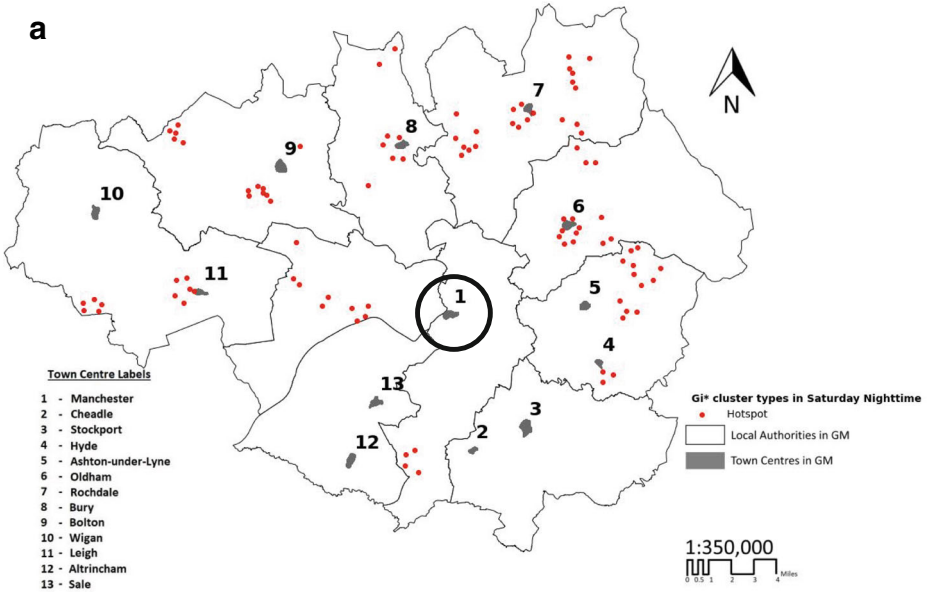 a
7
8
9
10
6
11
1
5
4
13
3
12
2
N
Town Centre Labels
1 - Manchester
2 - Cheadle
3 - Stockport
4 - Hyde
5 - Ashton-under-Lyne
6 - Oldham
7 - Rochdale
8 - Bury
9 - Bolton
10 - Wigan
11 - Leigh
12 - Altrincham
13 - Sale
Gi* cluster types in Saturday Nighttime
Hotspot
Local Authorities in GM
Town Centres in GM
1:350,000
0 0.5 1 2 3 4 Miles